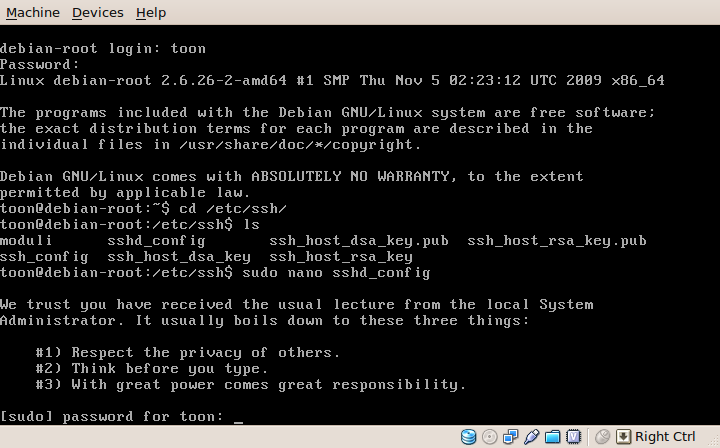 Machine Devices Help
debian-root login: toon
Password:
Linux debian-root 2.6.26-2-amd64 #1 SMP Thu Nov 5 02:23:12 UTC 2009 x86_64
The programs included with the Debian GNU/Linux system are free software;
the exact distribution terms for each program are described in the
individual files in /usr/share/doc/*/copyright.
Debian GNU/Linux comes with ABSOLUTELY NO WARRANTY, to the extent
permitted by applicable law.
toon@debian-root:~$ cd /etc/ssh/
toon@debian-root:/etc/ssh$ ls
moduli sshd_config ssh_host_dsa_key.pub ssh_host_rsa_key.pub
ssh_config ssh_host_dsa_key ssh_host_rsa_key
toon@debian-root:/etc/ssh$ sudo nano sshd_config
We trust you have received the usual lecture from the local System
Administrator. It usually boils down to these three things:
#1) Respect the privacy of others.
#2) Think before you type.
#3) With great power comes great responsibility.
[sudo] password for toon: _
Right Ctrl